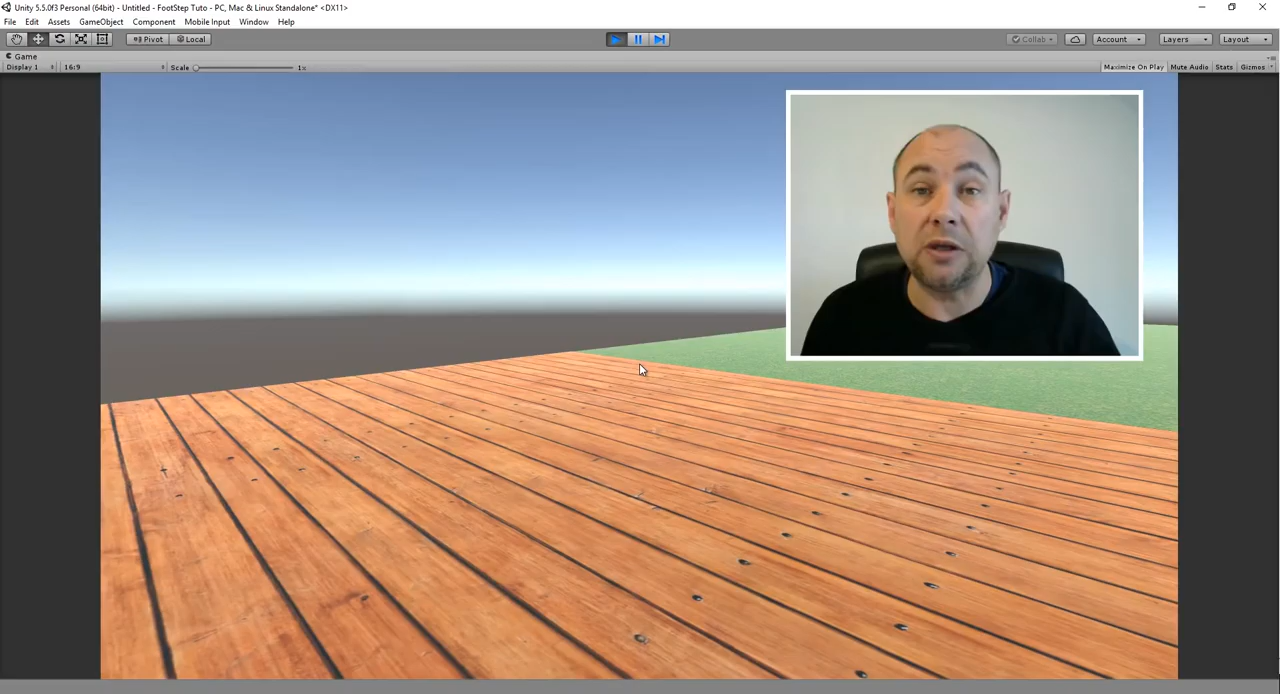 Unity 5.5.0f3 Personal (64bit) - Untitled - FootStep Tuto - PC, Mac & Linux Standalone* <DX11>
File Edit Assets GameObject Component Mobile Input Window Help
Pivot Local Collab Account Layers Layout
Game
Display 1 16:9 Scale 1x Maximize On Play Mute Audio Stats Gizmos